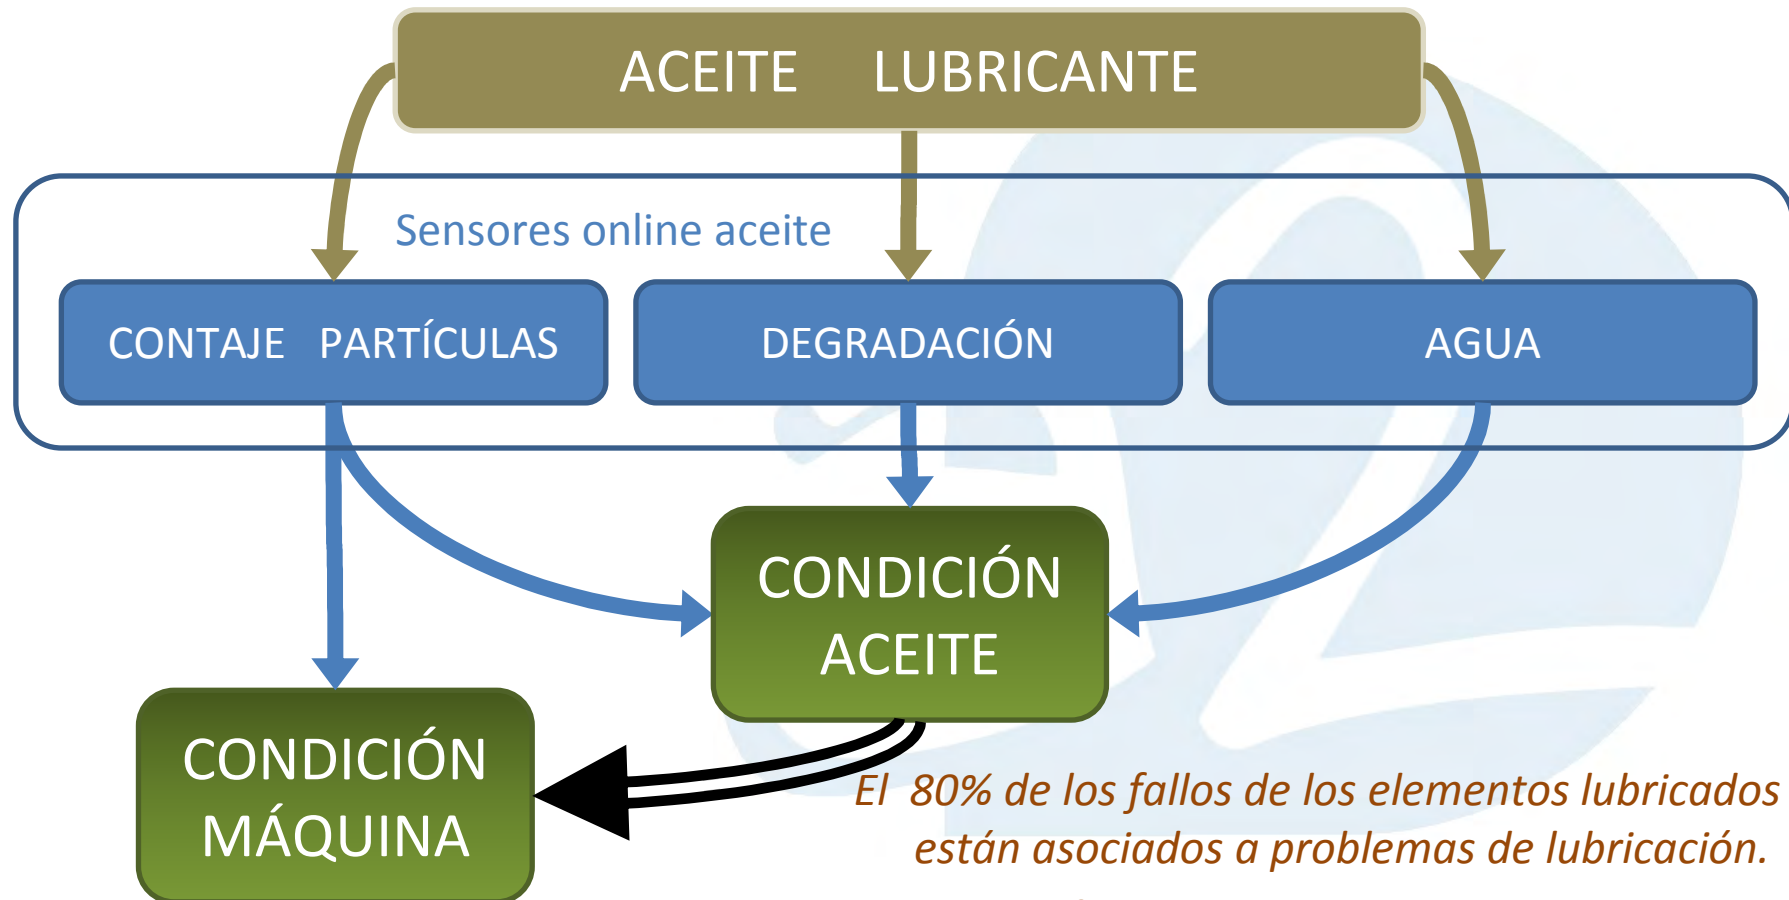 ACEITE LUBRICANTE
Sensores online aceite
CONTAJE PARTÍCULAS
DEGRADACIÓN
AGUA
CONDICIÓN
ACEITE
CONDICIÓN
MÁQUINA
El 80% de los fallos de los elementos lubricados
están asociados a problemas de lubricación.